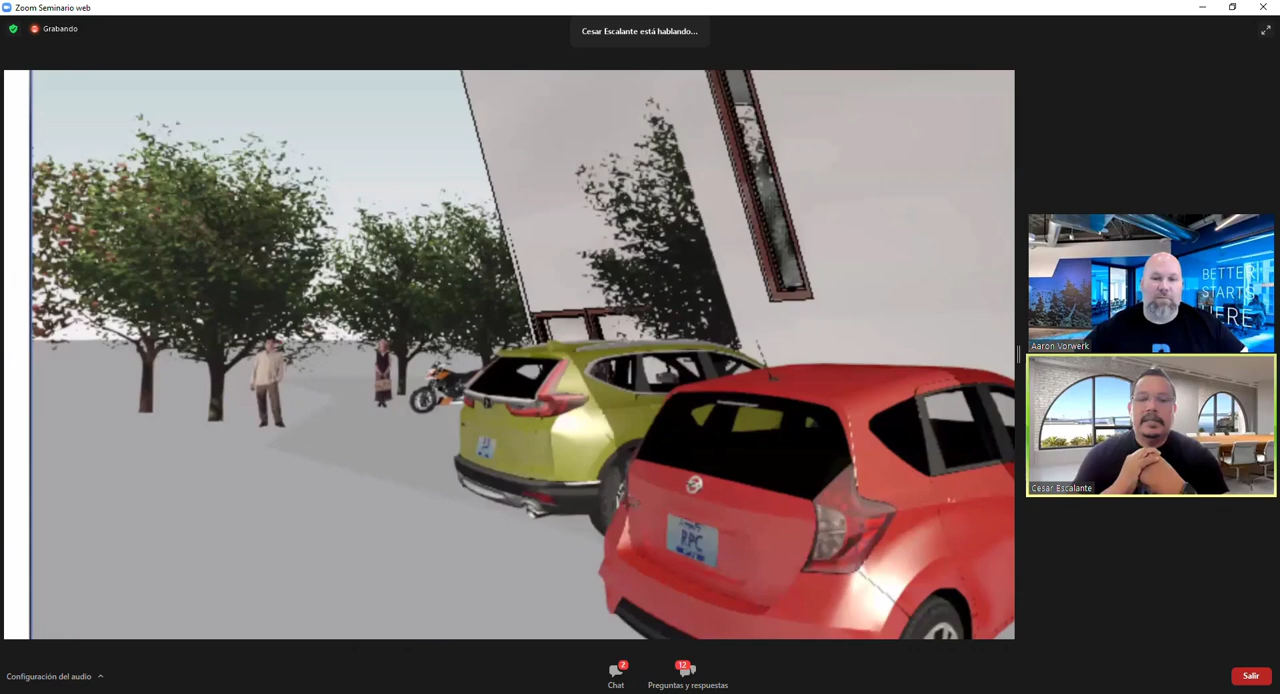 Zoom Seminario web
Grabando
Cesar Escalante está hablando...
RPC
BETTER
STARTS
HERE
Aaron Vorwerk
Cesar Escalante
Configuración del audio
2
Chat
12
Preguntas y respuestas
Salir